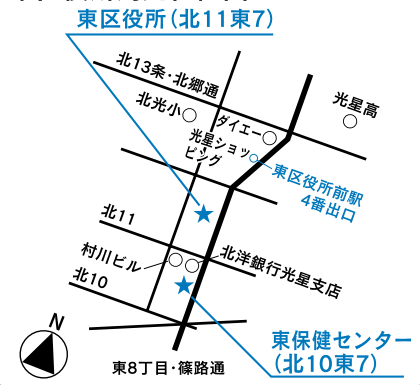 東区役所(北11東7)
北13条・北郷通
北光小
ダイエー
光星高
光星ショッ
ピング
東区役所前駅
4番出口
北11
村川ビル
北洋銀行光星支店
北10
N
東保健センター
(北10東7)
東8丁目・篠路通